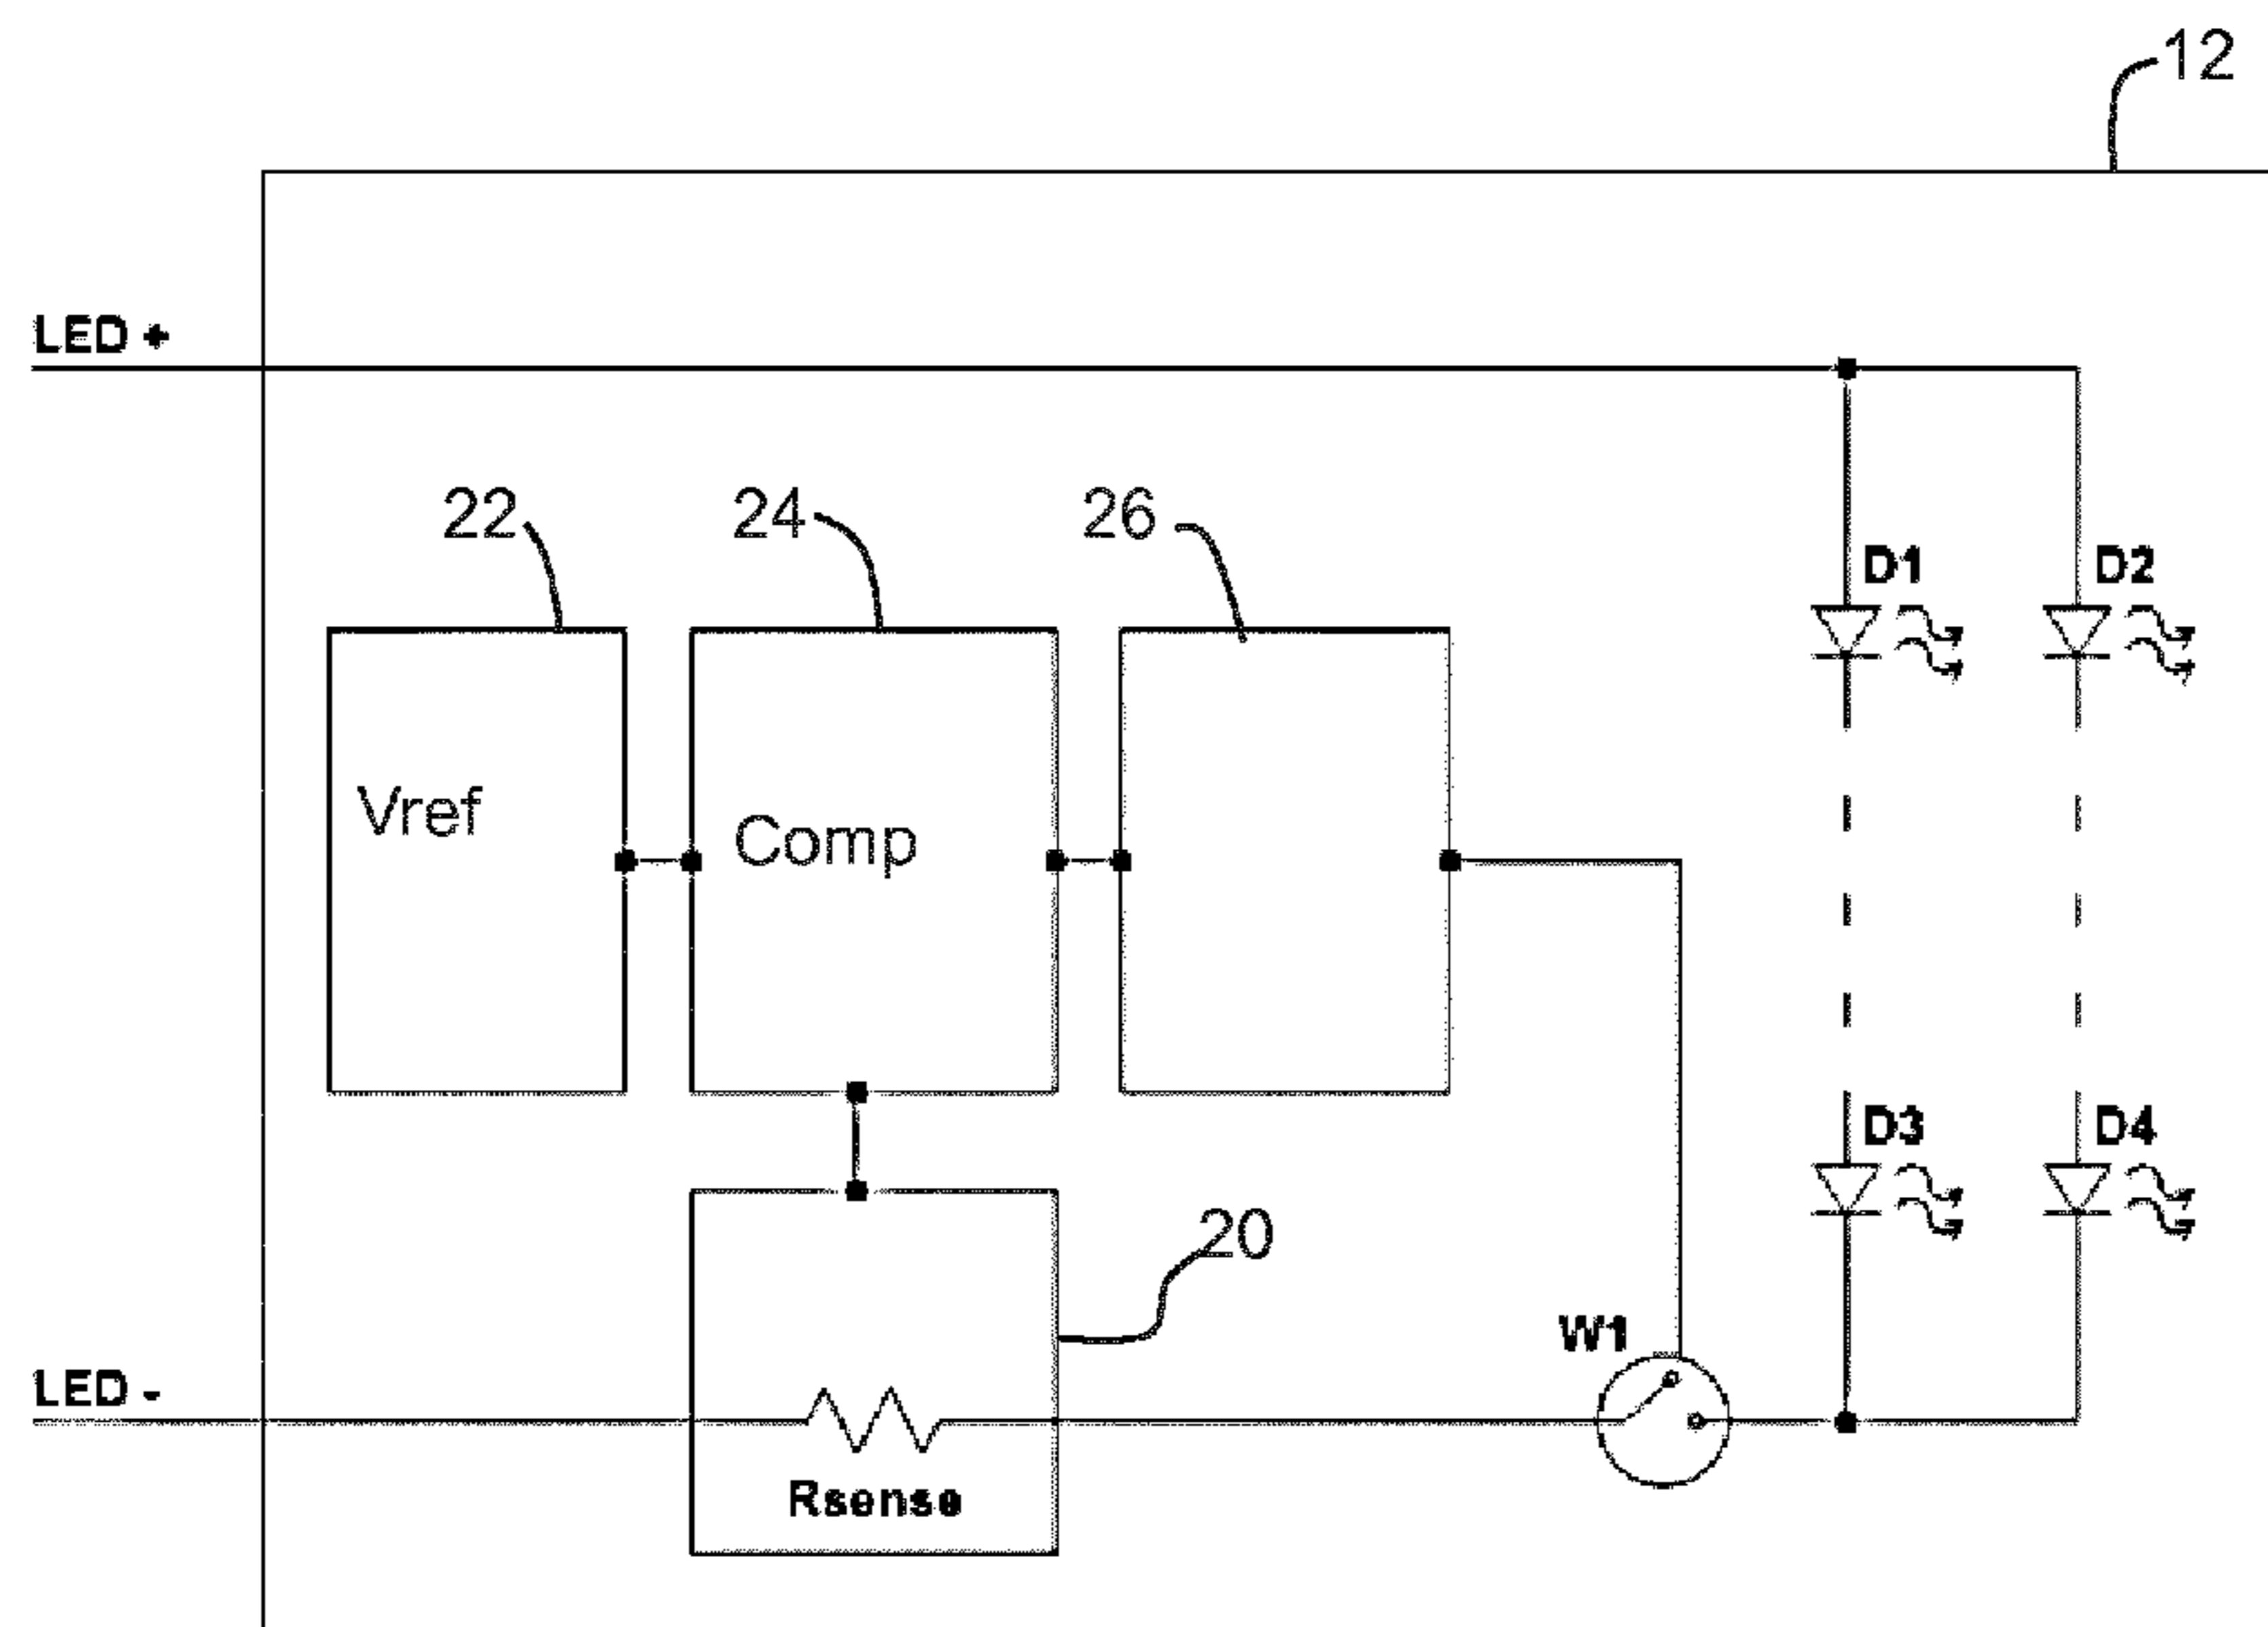 12
LED +
22
24
26
D1
D2
Vref
Comp
D3
D4
20
W1
LED -
Rsense